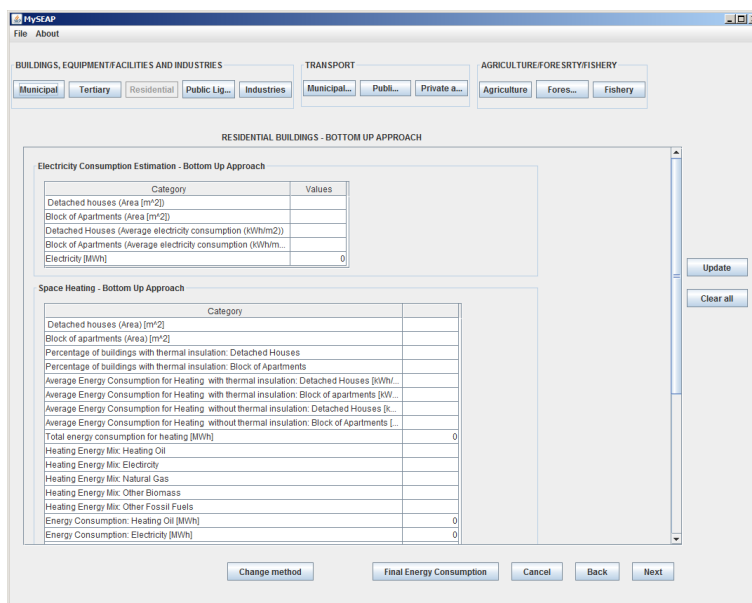 MySEAP
File About
BUILDINGS, EQUIPMENT/FACILITIES AND INDUSTRIES
TRANSPORT
AGRICULTURE/FORESRTY/FISHERY
Municipal Tertiary Residential Public Lig... Industries Municipal... Publi... Private a... Agriculture Fores... Fishery
RESIDENTIAL BUILDINGS - BOTTOM UP APPROACH
Electricity Consumption Estimation - Bottom Up Approach
Category Values
Detached houses (Area [m^2])
Block of Apartments (Area [m^2])
Detached Houses (Average electricity consumption (kWh/m2))
Block of Apartments (Average electricity consumption (kWh/m...
Electricity [MWh] 0
Update
Clear all
Space Heating - Bottom Up Approach
Category
Detached houses (Area) [m^2]
Block of apartments (Area) [m^2]
Percentage of buildings with thermal insulation: Detached Houses
Percentage of buildings with thermal insulation: Block of Apartments
Average Energy Consumption for Heating with thermal insulation: Detached Houses [kWh/...
Average Energy Consumption for Heating with thermal insulation: Block of apartments [kW...
Average Energy Consumption for Heating without thermal insulation: Detached Houses [k...
Average Energy Consumption for Heating without thermal insulation: Block of Apartments [...
Total energy consumption for heating [MWh] 0
Heating Energy Mix: Heating Oil
Heating Energy Mix: Electircity
Heating Energy Mix: Natural Gas
Heating Energy Mix: Other Biomass
Heating Energy Mix: Other Fossil Fuels
Energy Consumption: Heating Oil [MWh] 0
Energy Consumption: Electricity [MWh] 0
Change method Final Energy Consumption Cancel Back Next